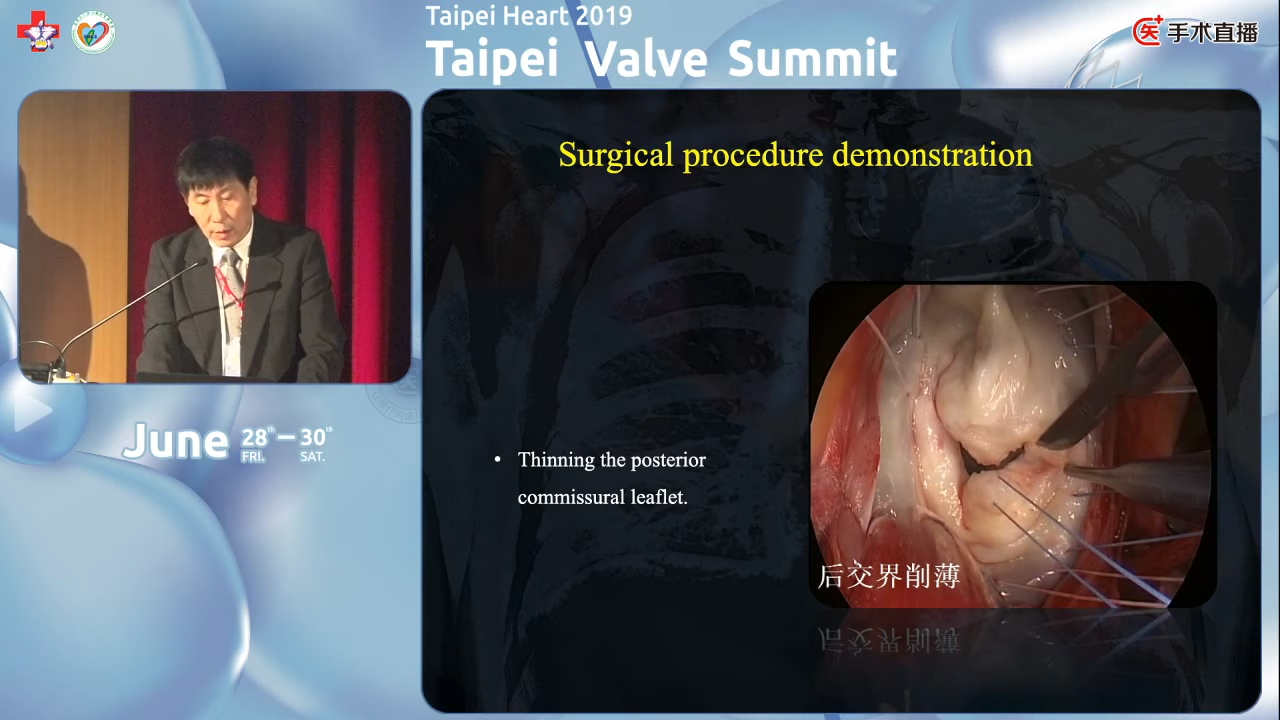 Taipei Heart 2019
Taipei Valve Summit
医 手术直播
Surgical procedure demonstration
June 28th – 30th
FRI. SAT.
• Thinning the posterior
commissural leaflet.
后交界削薄